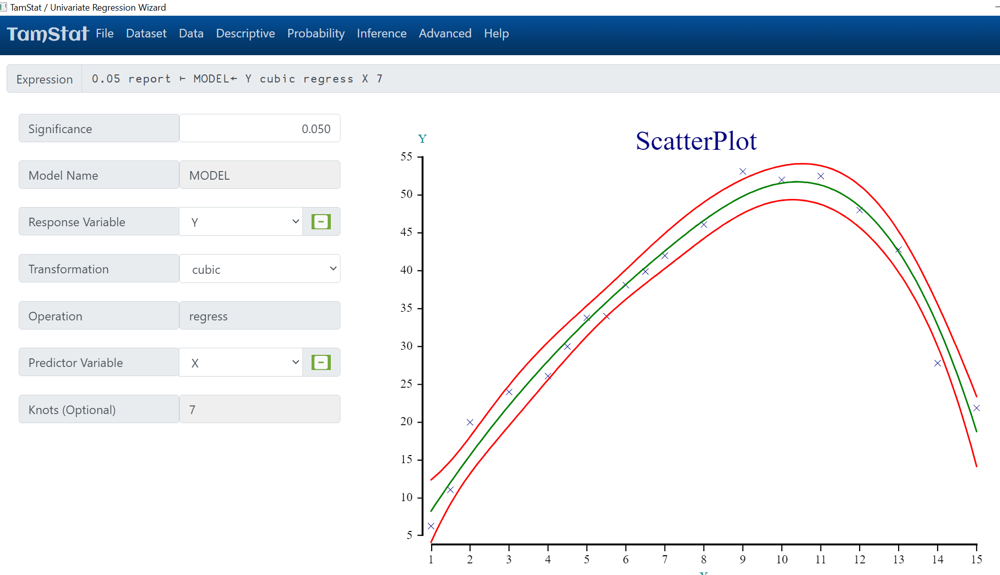 TamStat / Univariate Regression Wizard
TamStat File Dataset Data Descriptive Probability Inference Advanced Help
Expression 0.05 report ⊢ MODEL← Y cubic regress X 7
Significance 0.050
Model Name MODEL
Response Variable Y
Transformation cubic
Operation regress
Predictor Variable X
Knots (Optional) 7
ScatterPlot
Y
55
50
45
40
35
30
25
20
15
10
5
1 2 3 4 5 6 7 8 9 10 11 12 13 14 15